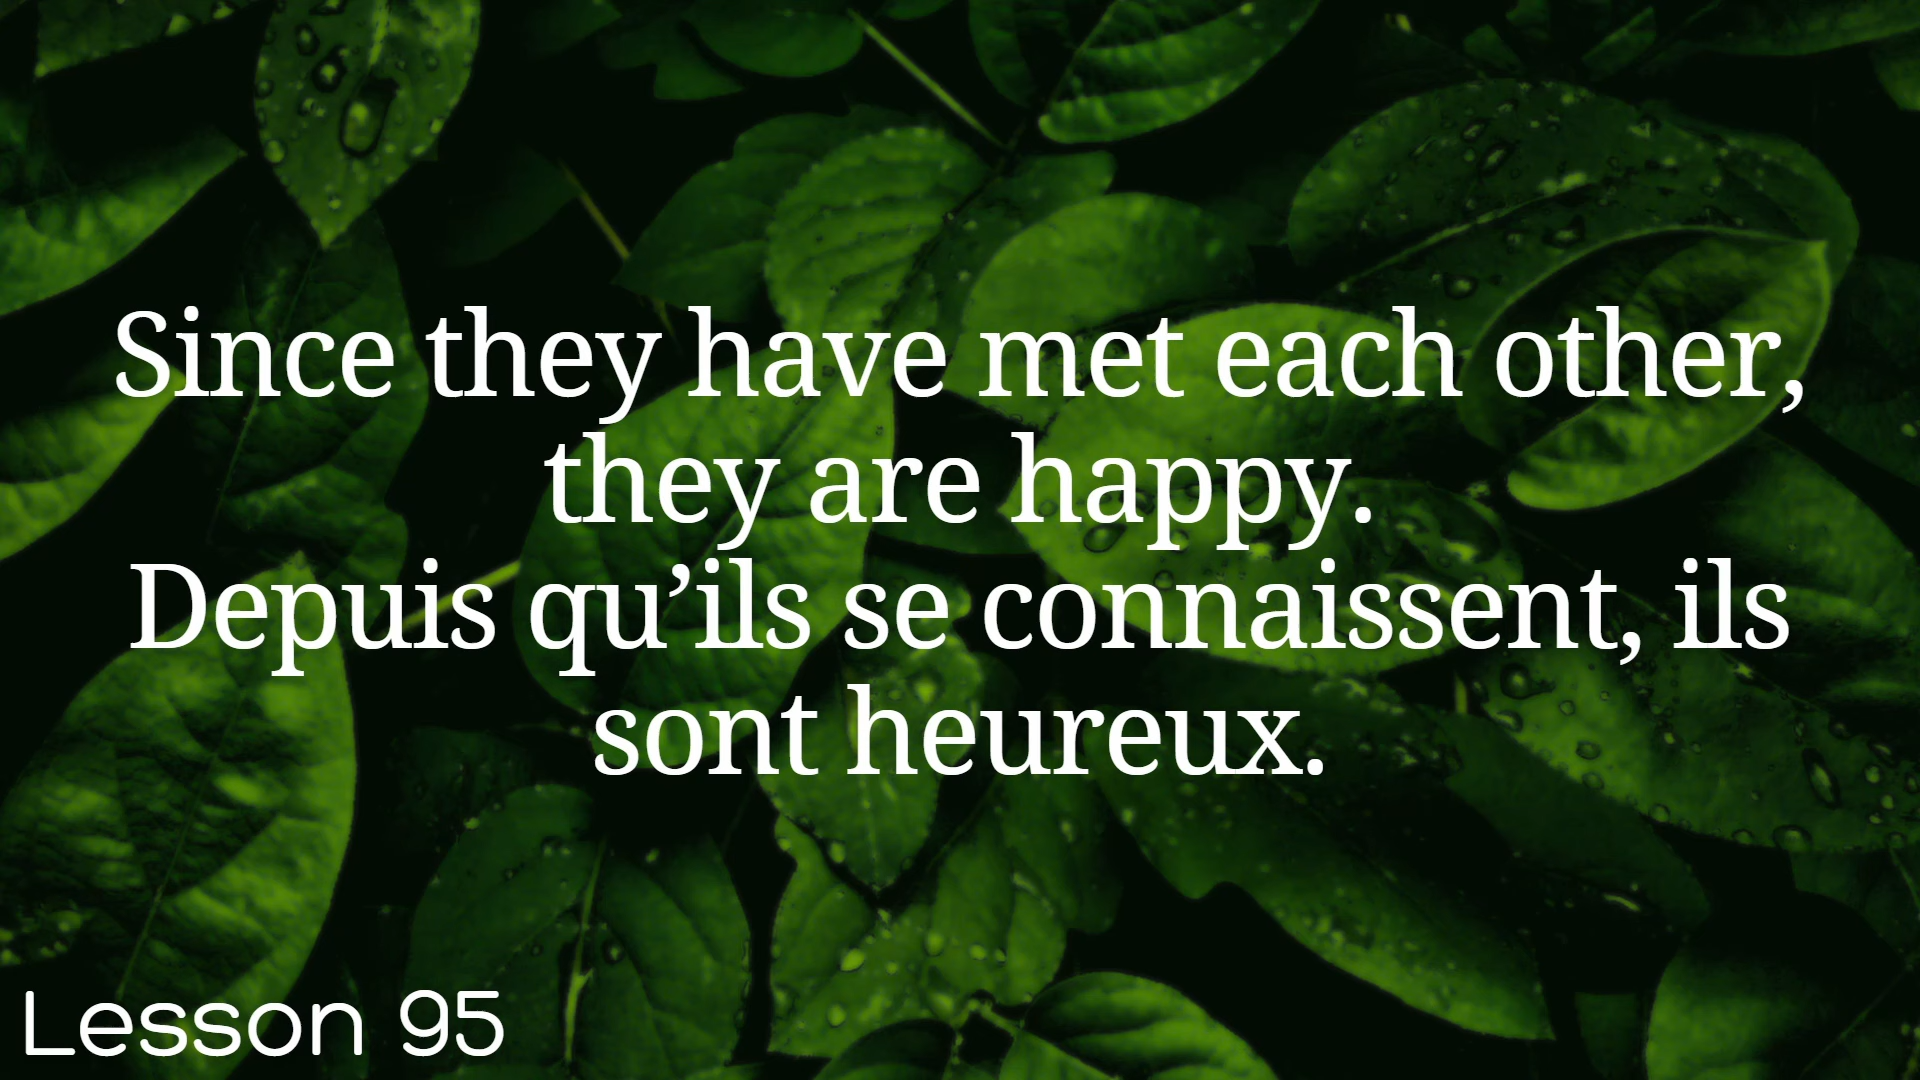 Since they have met each other,
they are happy.
Depuis qu’ils se connaissent, ils
sont heureux.
Lesson 95